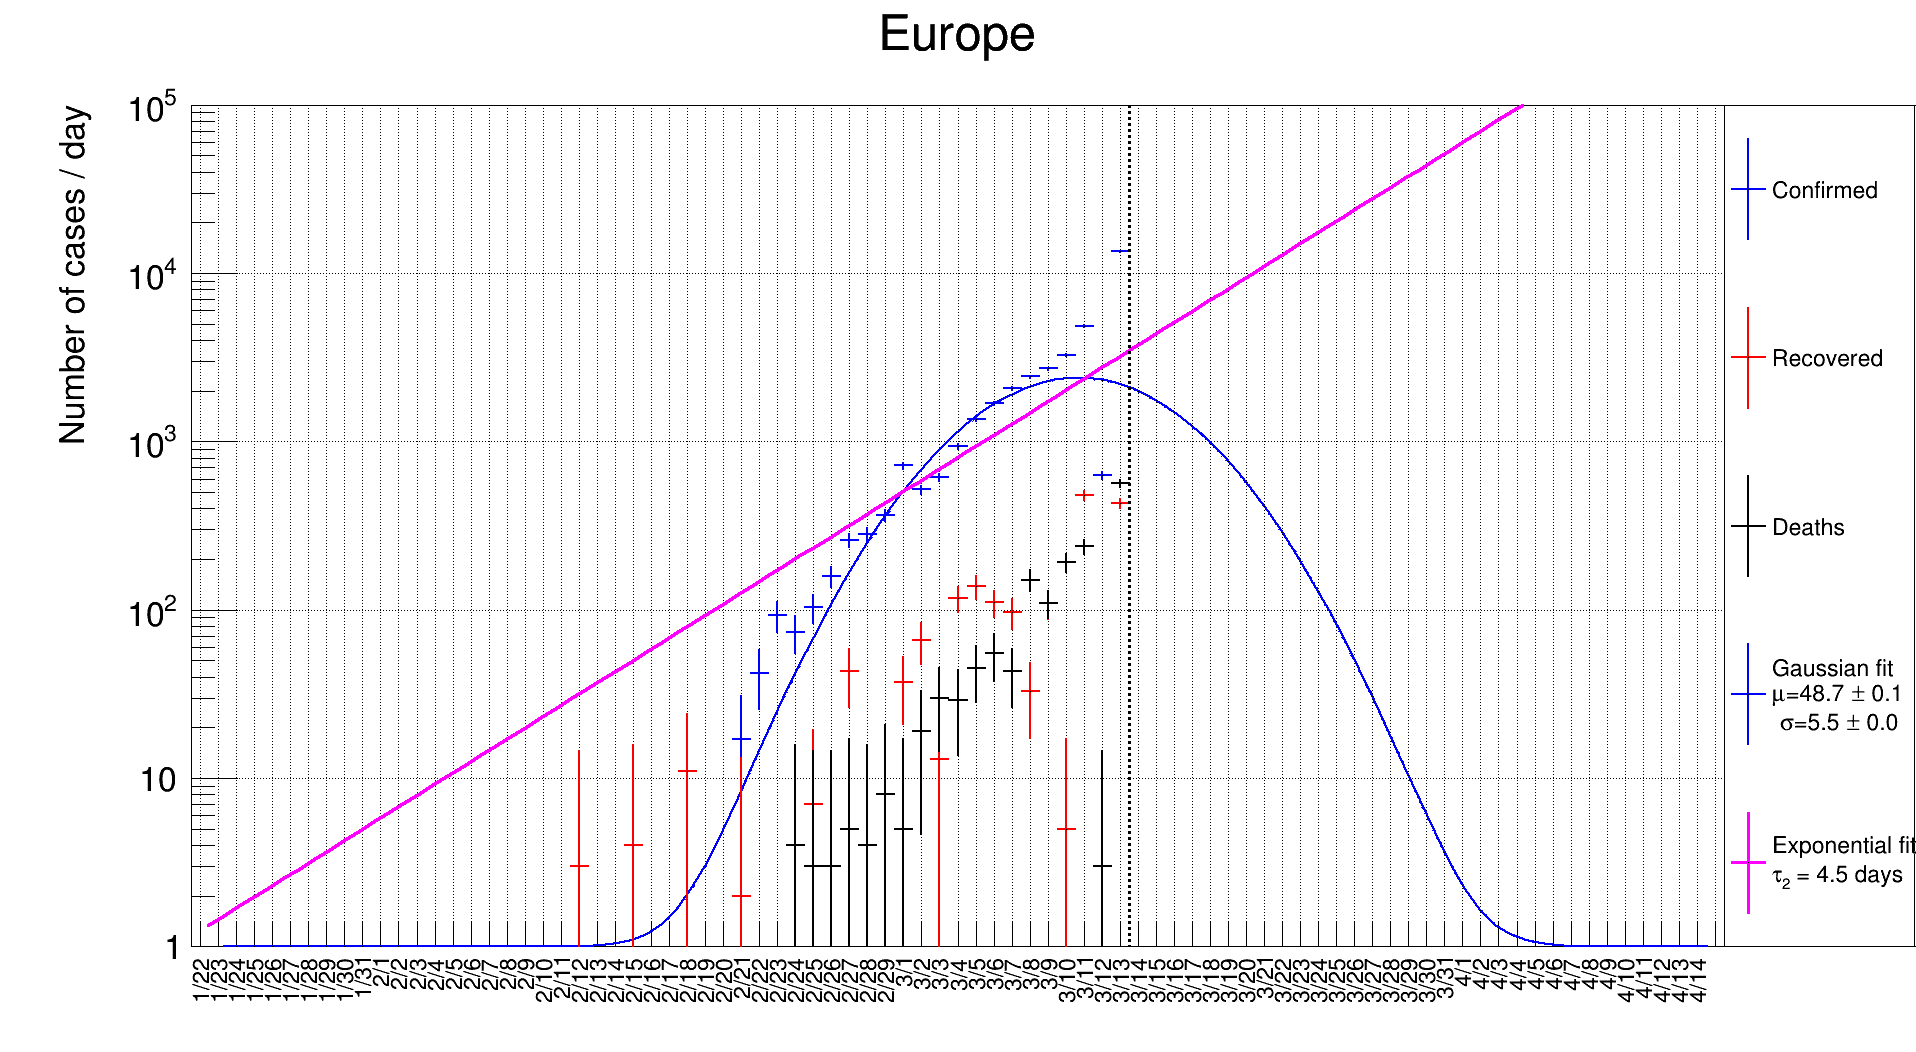 Europe
Number of cases / day
10^5
10^4
10^3
10^2
10
1
1/22 1/23 1/24 1/25 1/26 1/27 1/28 1/29 1/30 1/31 2/1 2/2 2/3 2/4 2/5 2/6 2/7 2/8 2/9 2/10 2/11 2/12 2/13 2/15 2/16 2/18 2/19 2/20 2/21 2/22 2/23 2/24 2/25 2/26 2/27 2/28 2/29 3/1 3/2 3/3 3/4 3/5 3/6 3/7 3/8 3/9 3/10 3/11 3/12 3/13 3/14 3/15 3/16 3/17 3/18 3/19 3/20 3/21 3/22 3/23 3/24 3/25 3/26 3/27 3/28 3/29 3/30 3/31 4/1 4/2 4/3 4/4 4/5 4/6 4/7 4/8 4/9 4/10 4/11 4/12 4/13 4/14
Confirmed
Recovered
Deaths
Gaussian fit
μ=48.7 ± 0.1
σ=5.5 ± 0.0
Exponential fit
τ₂ = 4.5 days